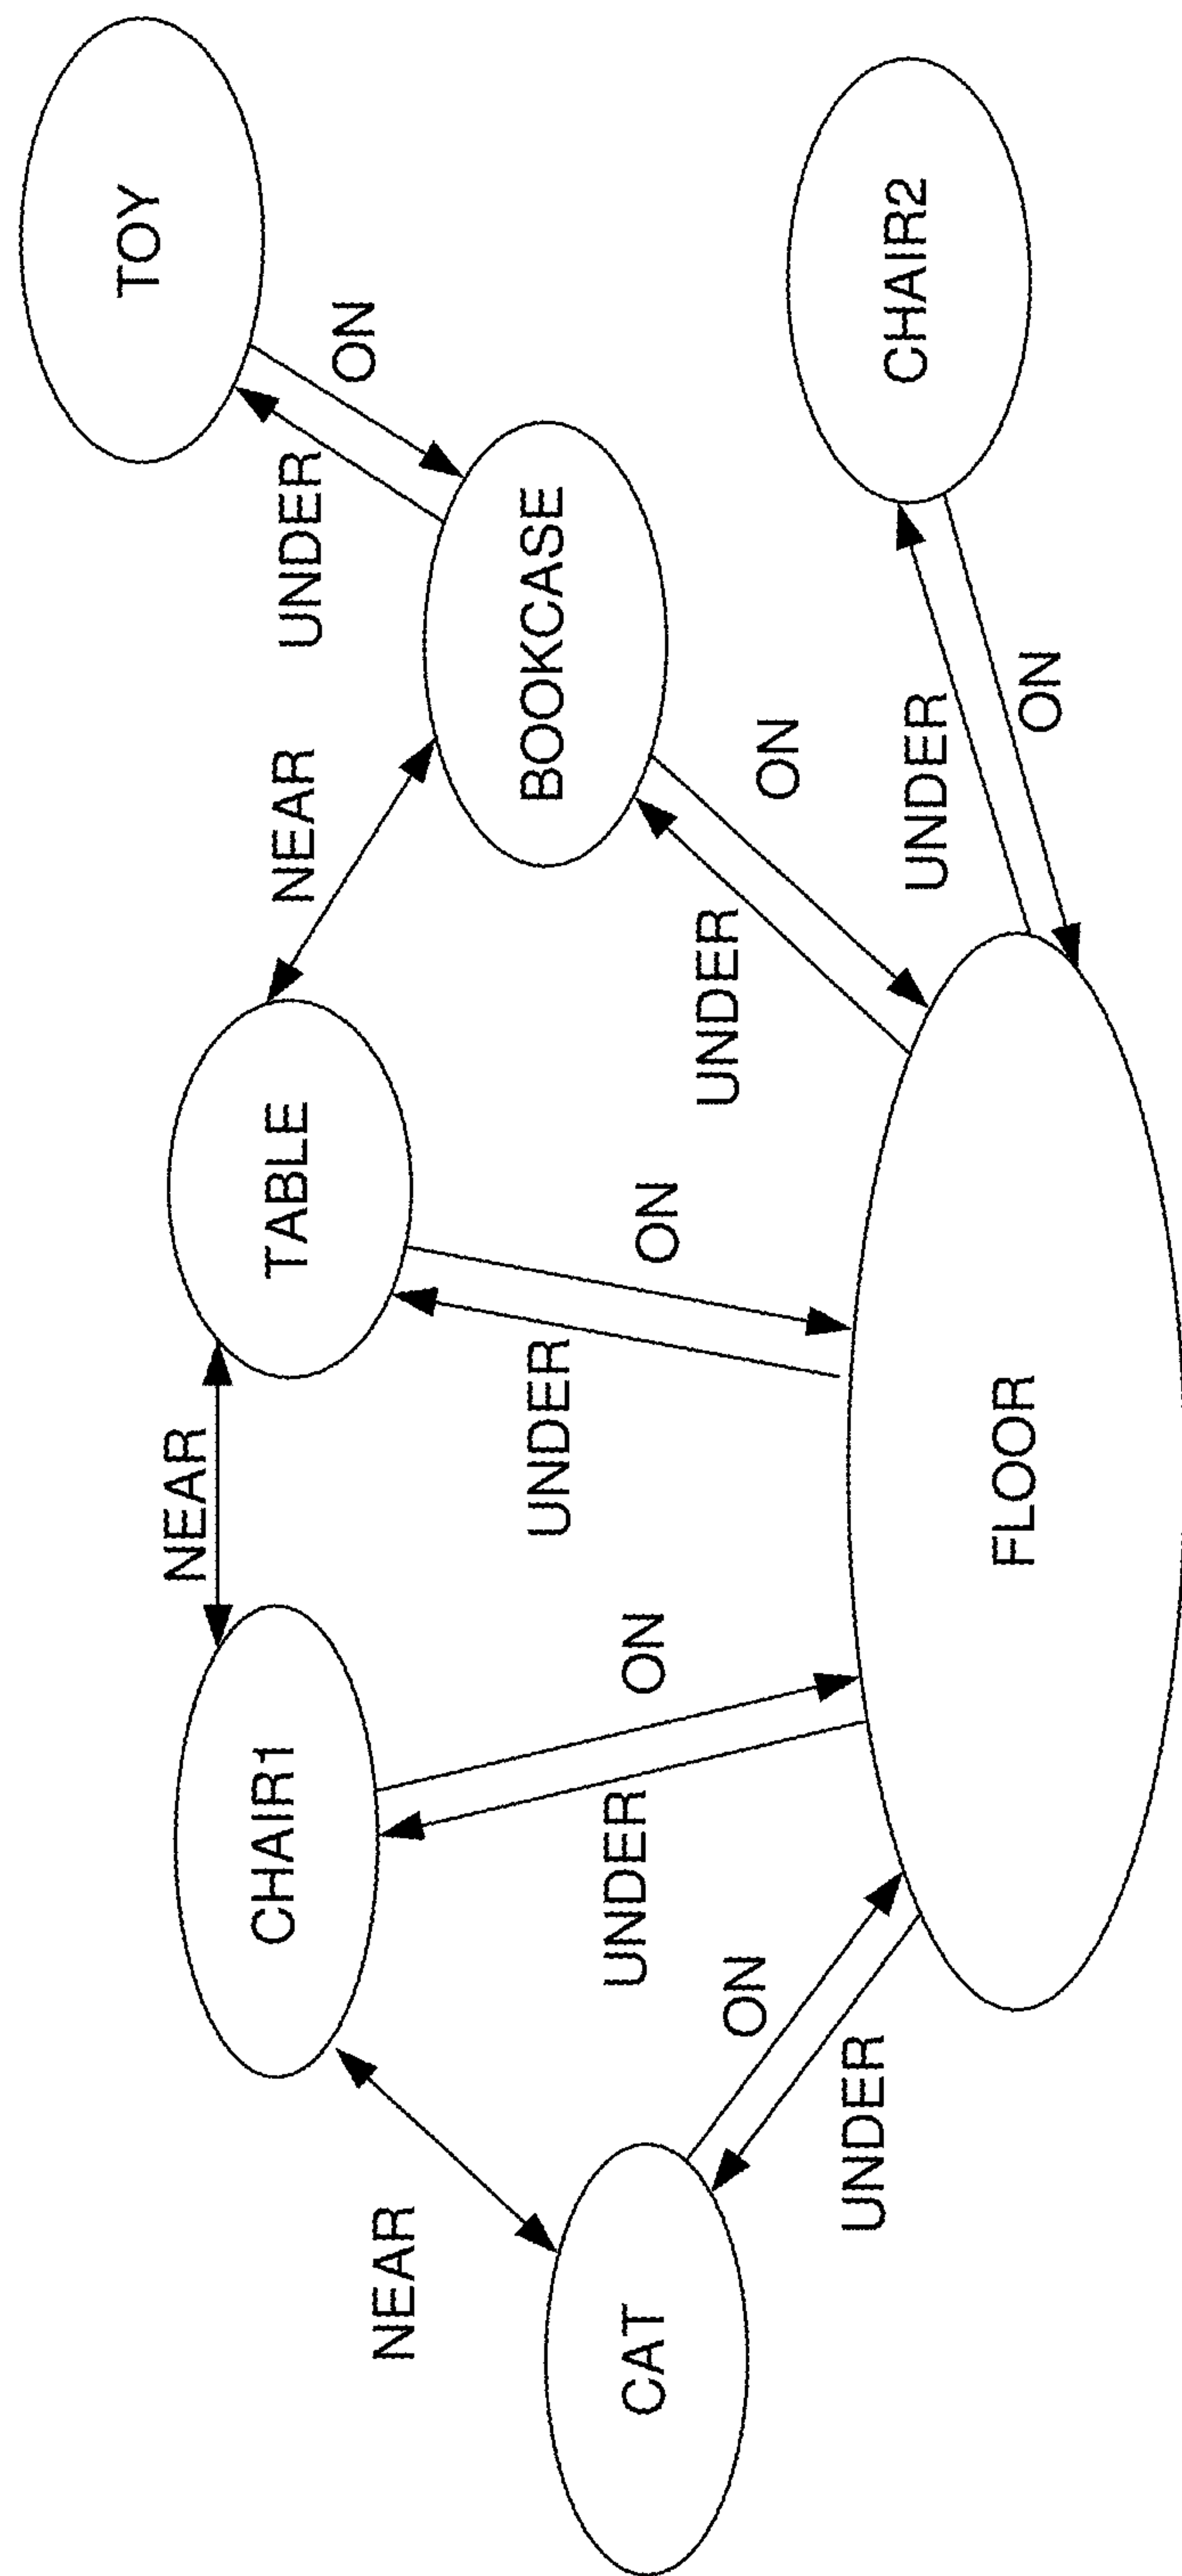 NEAR
NEAR
TOY
CHAIR1
TABLE
UNDER
ON
NEAR
BOOKCASE
UNDER
ON
CAT
ON
UNDER
ON
UNDER
ON
UNDER
UNDER
ON
CHAIR2
FLOOR